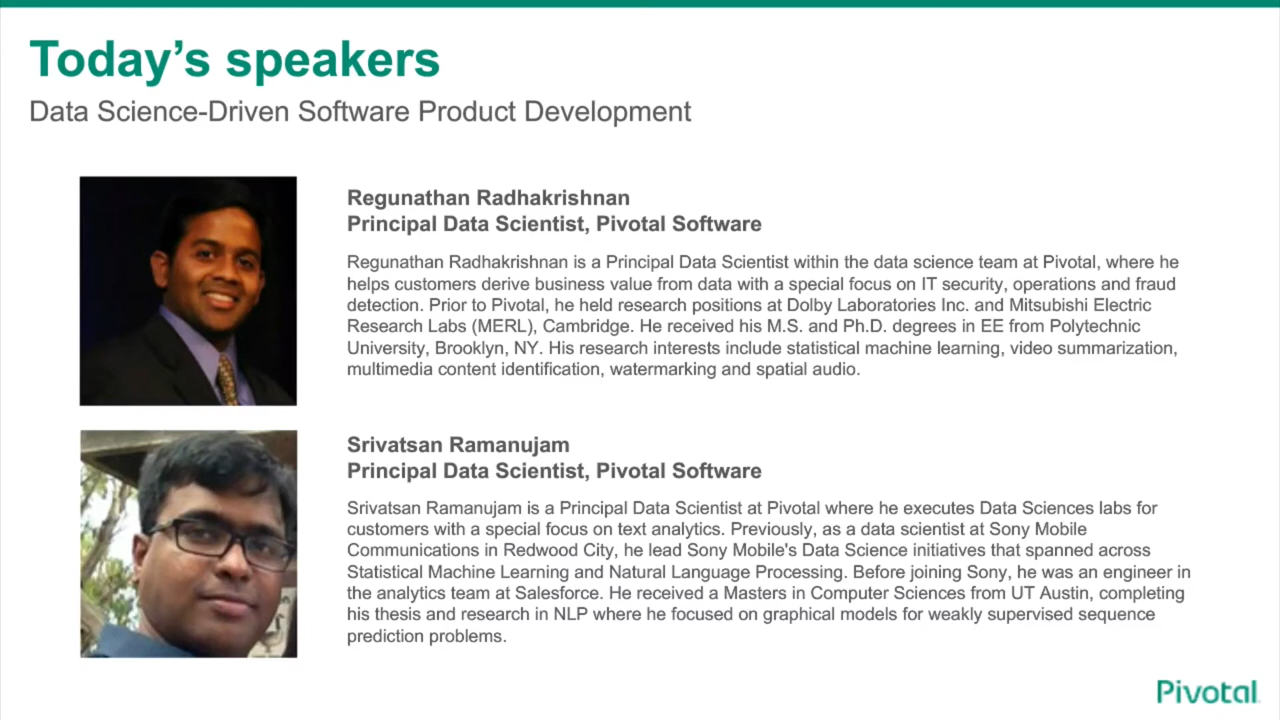 Today’s speakers
Data Science-Driven Software Product Development
Regunathan Radhakrishnan
Principal Data Scientist, Pivotal Software
Regunathan Radhakrishnan is a Principal Data Scientist within the data science team at Pivotal, where he
helps customers derive business value from data with a special focus on IT security, operations and fraud
detection. Prior to Pivotal, he held research positions at Dolby Laboratories Inc. and Mitsubishi Electric
Research Labs (MERL), Cambridge. He received his M.S. and Ph.D. degrees in EE from Polytechnic
University, Brooklyn, NY. His research interests include statistical machine learning, video summarization,
multimedia content identification, watermarking and spatial audio.
Srivatsan Ramanujam
Principal Data Scientist, Pivotal Software
Srivatsan Ramanujam is a Principal Data Scientist at Pivotal where he executes Data Sciences labs for
customers with a special focus on text analytics. Previously, as a data scientist at Sony Mobile
Communications in Redwood City, he lead Sony Mobile's Data Science initiatives that spanned across
Statistical Machine Learning and Natural Language Processing. Before joining Sony, he was an engineer in
the analytics team at Salesforce. He received a Masters in Computer Sciences from UT Austin, completing
his thesis and research in NLP where he focused on graphical models for weakly supervised sequence
prediction problems.
Pivotal